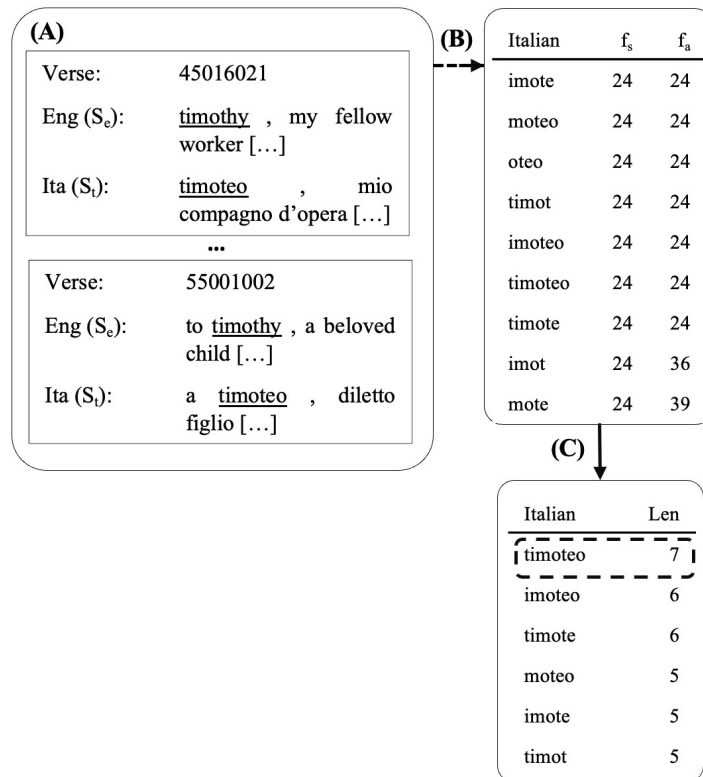 (A)
Verse: 45016021
Eng (Sₑ): timothy , my fellow
worker […]
Ita (Sₜ): timoteo , mio
compagno d’opera […]
...
Verse: 55001002
Eng (Sₑ): to timothy , a beloved
child […]
Ita (Sₜ): a timoteo , diletto
figlio […]
(B)
Italian fₛ fₐ
imote 24 24
moteo 24 24
oteo 24 24
timot 24 24
imoteo 24 24
timoteo 24 24
timote 24 24
imot 24 36
mote 24 39
(C)
Italian Len
timoteo 7
imoteo 6
timote 6
moteo 5
imote 5
timot 5